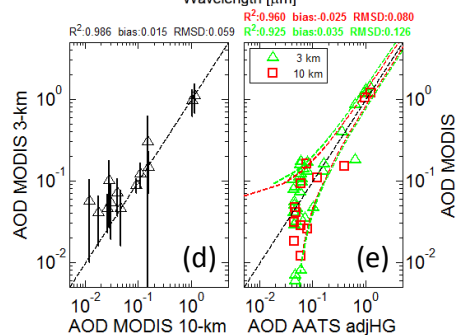 Wavelength [μm]
R²:0.960 bias:-0.025 RMSD:0.080
R²:0.986 bias:0.015 RMSD:0.059
R²:0.925 bias:0.035 RMSD:0.126
3 km
10 km
10⁰
10⁻¹
10⁻²
AOD MODIS 3-km
(d)
10⁻² 10⁻¹ 10⁰
AOD MODIS 10-km
(e)
10⁻² 10⁻¹ 10⁰
AOD AATS adjHG
10⁰
10⁻¹
10⁻²
AOD MODIS